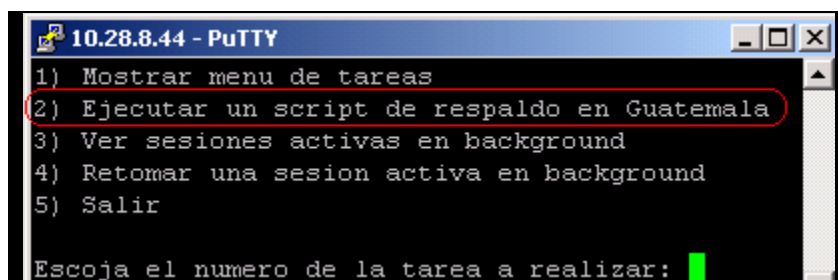 10.28.8.44 - PuTTY
1) Mostrar menu de tareas
2) Ejecutar un script de respaldo en Guatemala
3) Ver sesiones activas en background
4) Retomar una sesion activa en background
5) Salir
Escoja el numero de la tarea a realizar: